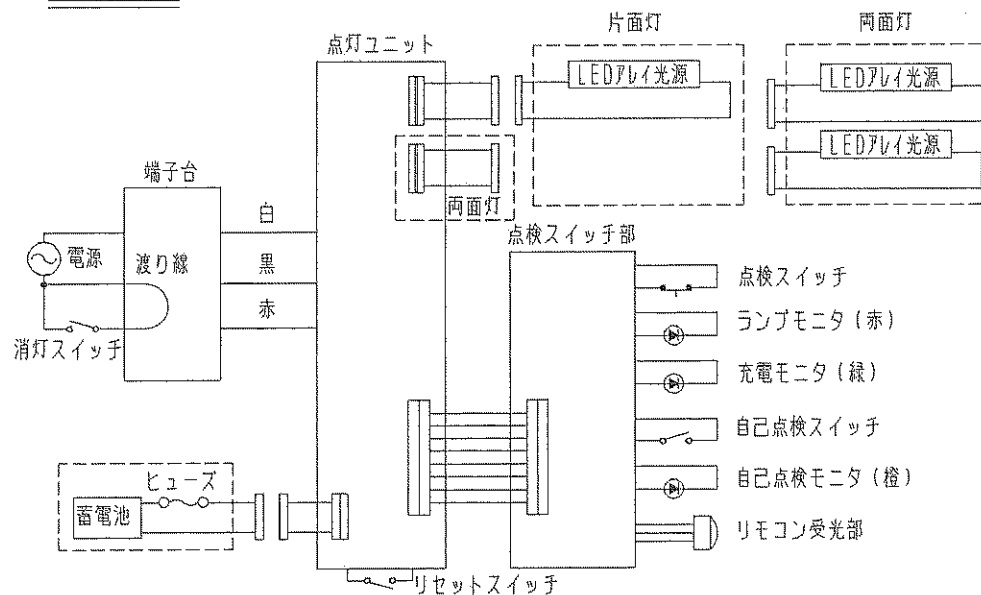 片面灯
両面灯
点灯ユニット
LEDアレイ光源
LEDアレイ光源
LEDアレイ光源
両面灯
端子台
白
電源
渡り線
黒
赤
消灯スイッチ
点検スイッチ部
点検スイッチ
ランプモニタ(赤)
充電モニタ(緑)
自己点検スイッチ
自己点検モニタ(橙)
リモコン受光部
ヒューズ
蓄電池
リセットスイッチ